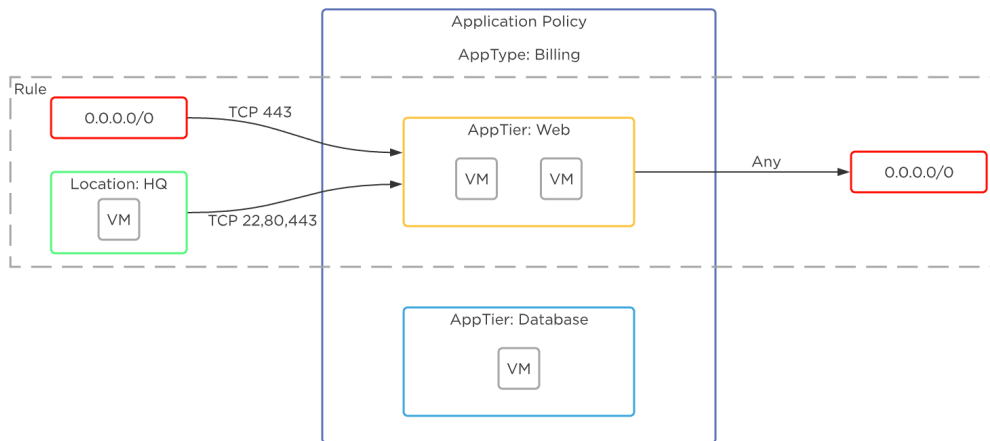 Application Policy
AppType: Billing
Rule
0.0.0.0/0
TCP 443
AppTier: Web
VM
VM
Any
0.0.0.0/0
Location: HQ
VM
TCP 22,80,443
AppTier: Database
VM